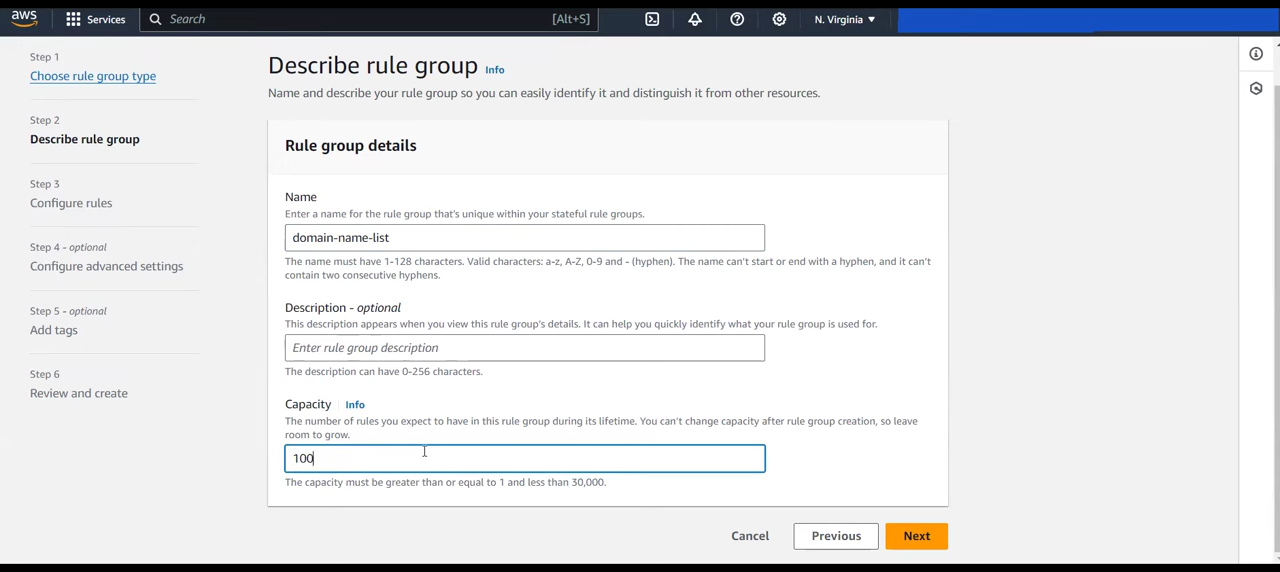 aws
Services
Search
[Alt+S]
N. Virginia ▼
Step 1
Choose rule group type
Step 2
Describe rule group
Step 3
Configure rules
Step 4 - optional
Configure advanced settings
Step 5 - optional
Add tags
Step 6
Review and create
Describe rule group Info
Name and describe your rule group so you can easily identify it and distinguish it from other resources.
Rule group details
Name
Enter a name for the rule group that's unique within your stateful rule groups.
domain-name-list
The name must have 1-128 characters. Valid characters: a-z, A-Z, 0-9 and - (hyphen). The name can't start or end with a hyphen, and it can't
contain two consecutive hyphens.
Description - optional
This description appears when you view this rule group's details. It can help you quickly identify what your rule group is used for.
Enter rule group description
The description can have 0-256 characters.
Capacity Info
The number of rules you expect to have in this rule group during its lifetime. You can't change capacity after rule group creation, so leave
room to grow.
100
The capacity must be greater than or equal to 1 and less than 30,000.
Cancel
Previous
Next